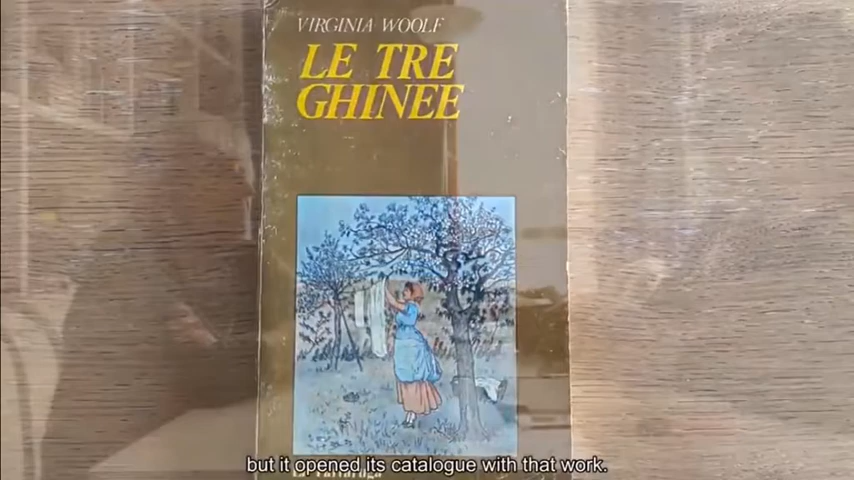 VIRGINIA WOOLF
LE TRE
GHINEE
but it opened its catalogue with that work.